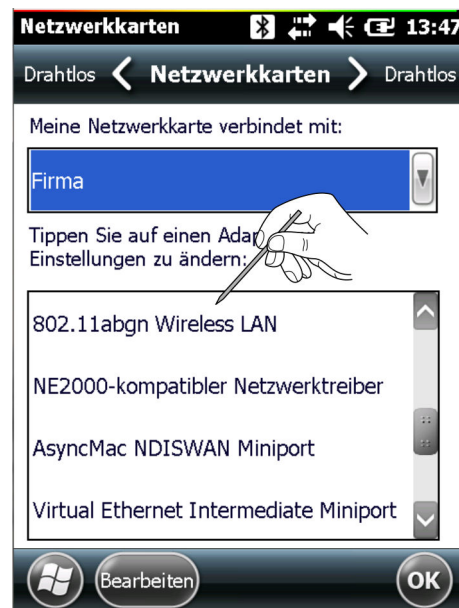 Netzwerkkarten 13:47
Drahtlos Netzwerkkarten Drahtlos
Meine Netzwerkkarte verbindet mit:
Firma
Tippen Sie auf einen Adap
Einstellungen zu ändern:
802.11abgn Wireless LAN
NE2000-kompatibler Netzwerktreiber
AsyncMac NDISWAN Miniport
Virtual Ethernet Intermediate Miniport
Bearbeiten OK